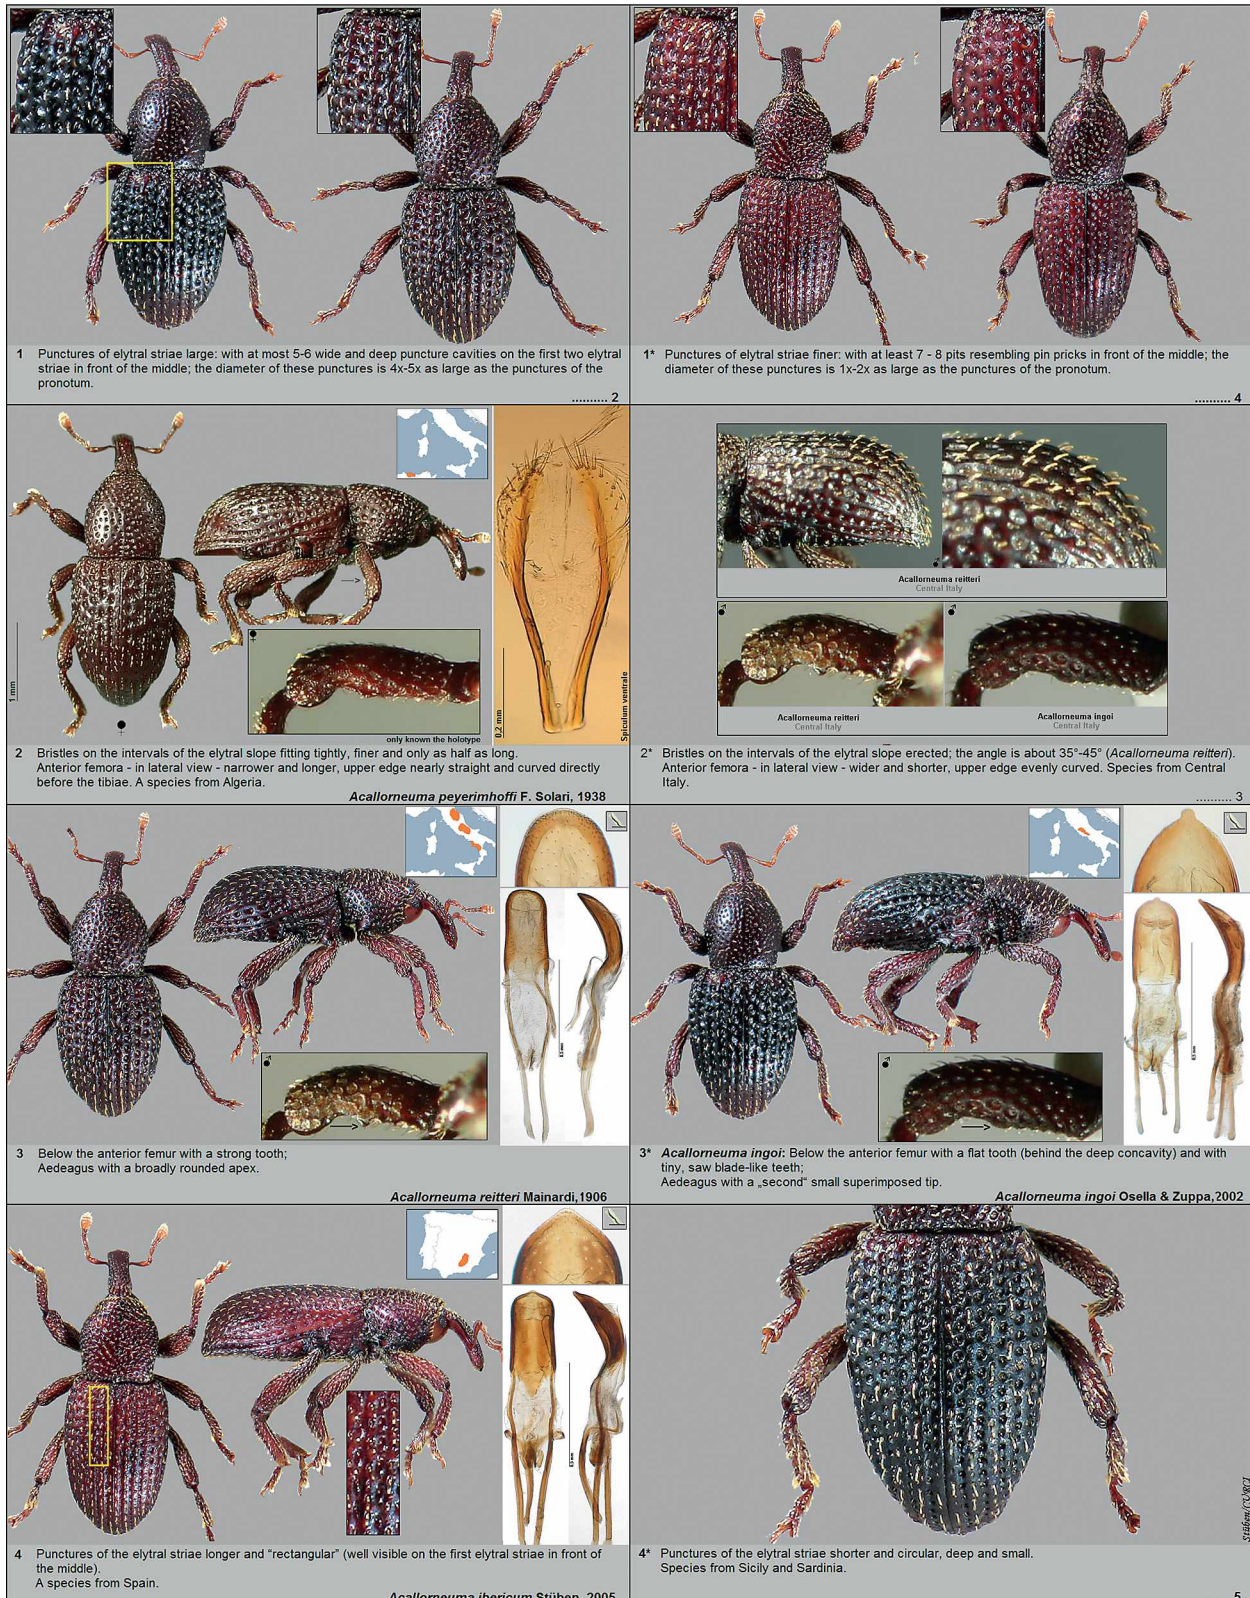 1 Punctures of elytral striae large: with at most 5-6 wide and deep puncture cavities on the first two elytral
striae in front of the middle; the diameter of these punctures is 4x-5x as large as the punctures of the
pronotum.
.......... 2
1* Punctures of elytral striae finer: with at least 7 - 8 pits resembling pin pricks in front of the middle; the
diameter of these punctures is 1x-2x as large as the punctures of the pronotum.
.......... 4
1 mm
only known the holotype
0,2 mm
Spiculum ventrale
2 Bristles on the intervals of the elytral slope fitting tightly, finer and only as half as long.
Anterior femora - in lateral view - narrower and longer, upper edge nearly straight and curved directly
before the tibiae. A species from Algeria.
Acallorneuma peyerimhoffi F. Solari, 1938
Acallorneuma reitteri
Central Italy
Acallorneuma reitteri
Central Italy
Acallorneuma ingoi
Central Italy
2* Bristles on the intervals of the elytral slope erected; the angle is about 35°-45° (Acallorneuma reitteri).
Anterior femora - in lateral view - wider and shorter, upper edge evenly curved. Species from Central
Italy.
.......... 3
0,5 mm
3 Below the anterior femur with a strong tooth;
Aedeagus with a broadly rounded apex.
Acallorneuma reitteri Mainardi,1906
0,5 mm
3* Acallorneuma ingoi: Below the anterior femur with a flat tooth (behind the deep concavity) and with
tiny, saw blade-like teeth;
Aedeagus with a „second“ small superimposed tip.
Acallorneuma ingoi Osella & Zuppa,2002
0,5 mm
4 Punctures of the elytral striae longer and “rectangular” (well visible on the first elytral striae in front of
the middle).
A species from Spain.
Acallorneuma ibericum Stüben, 2005
Stüben/CURCI
4* Punctures of the elytral striae shorter and circular, deep and small.
Species from Sicily and Sardinia.
5